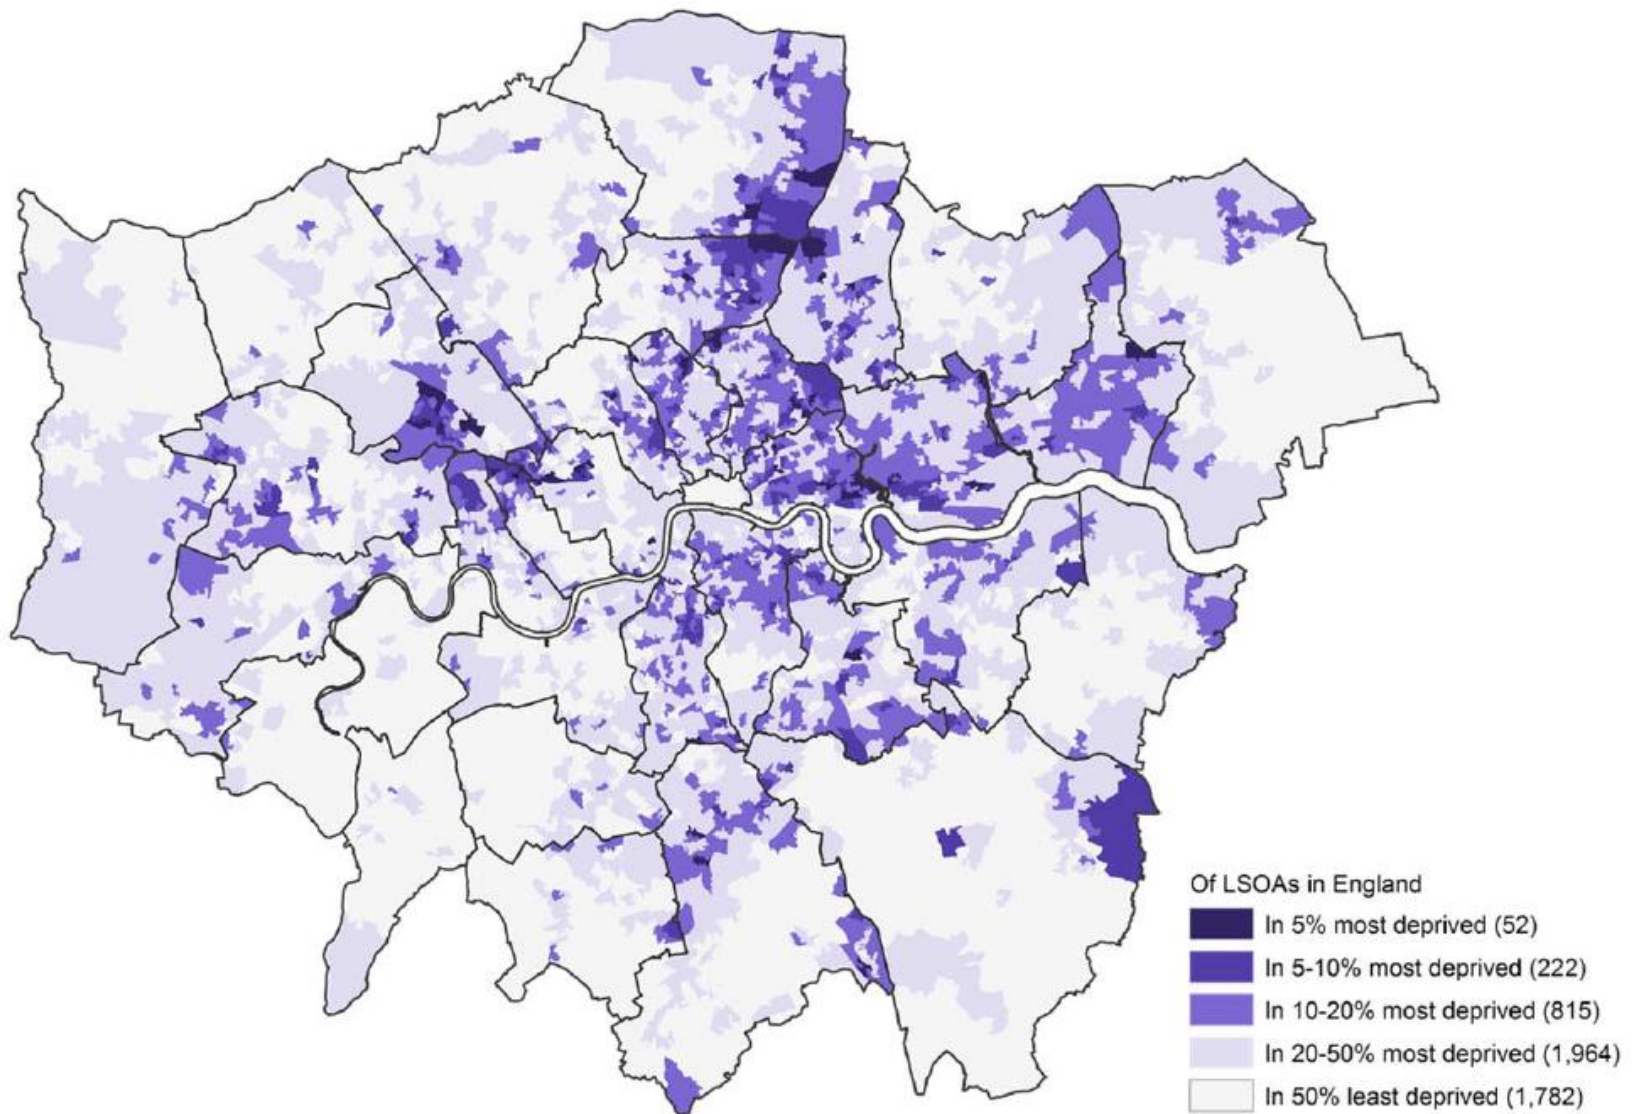 Of LSOAs in England
In 5% most deprived (52)
In 5-10% most deprived (222)
In 10-20% most deprived (815)
In 20-50% most deprived (1,964)
In 50% least deprived (1,782)